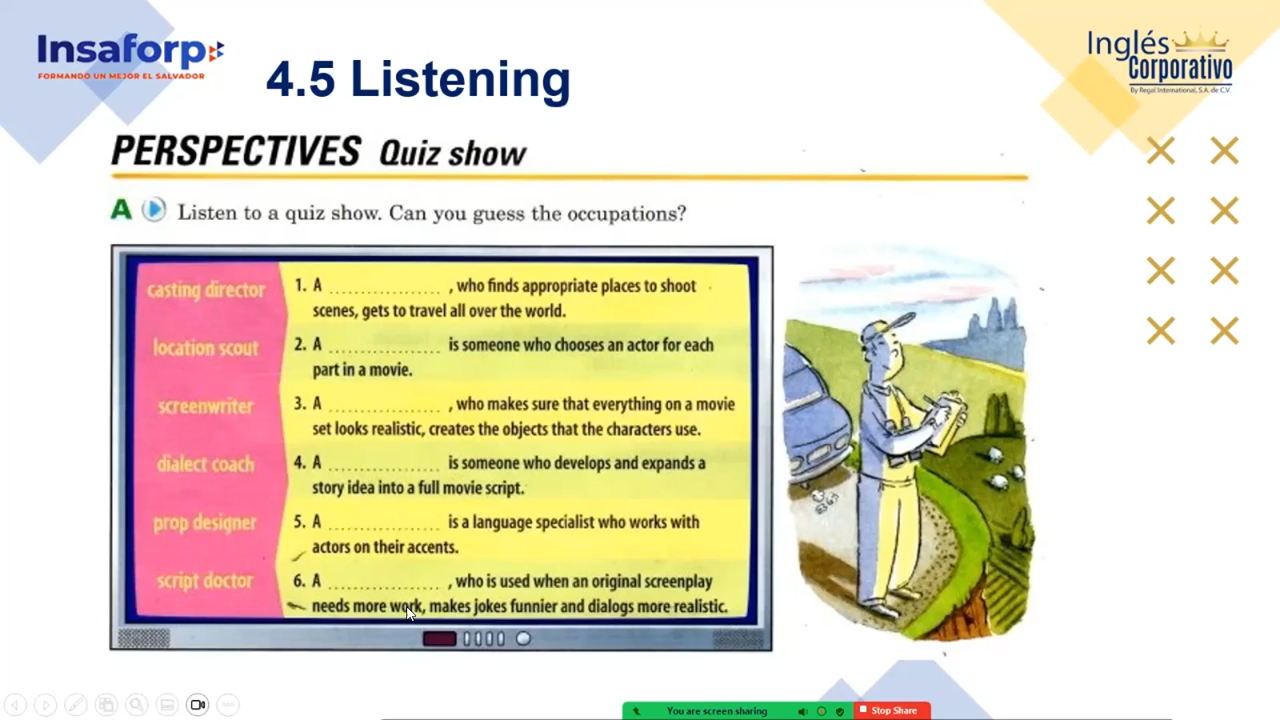 Insaforp
FORMANDO UN MEJOR EL SALVADOR
4.5 Listening
Inglés
Corporativo
By Regal International, S.A. de C.V.
PERSPECTIVES Quiz show
A Listen to a quiz show. Can you guess the occupations?
casting director
location scout
screenwriter
dialect coach
prop designer
script doctor
1. A ................... , who finds appropriate places to shoot
scenes, gets to travel all over the world.
2. A ................... is someone who chooses an actor for each
part in a movie.
3. A ................... , who makes sure that everything on a movie
set looks realistic, creates the objects that the characters use.
4. A ................... is someone who develops and expands a
story idea into a full movie script.
5. A ................... is a language specialist who works with
actors on their accents.
6. A ................... , who is used when an original screenplay
needs more work, makes jokes funnier and dialogs more realistic.
You are screen sharing
Stop Share